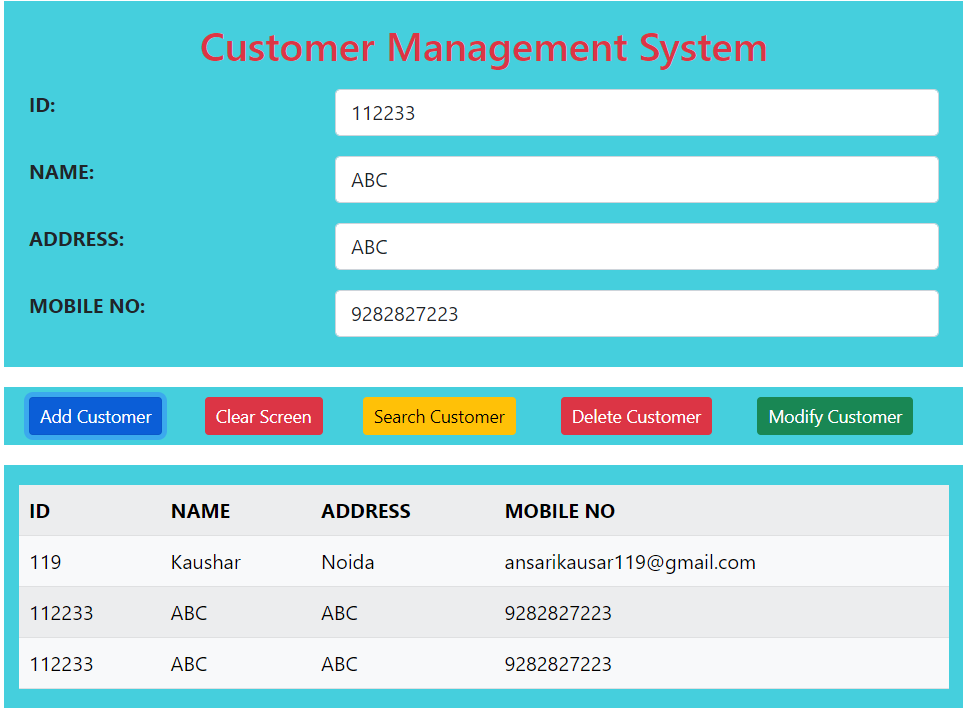 Customer Management System
ID: 112233
NAME: ABC
ADDRESS: ABC
MOBILE NO: 9282827223
Add Customer Clear Screen Search Customer Delete Customer Modify Customer
ID NAME ADDRESS MOBILE NO
119 Kaushar Noida ansarikausar119@gmail.com
112233 ABC ABC 9282827223
112233 ABC ABC 9282827223